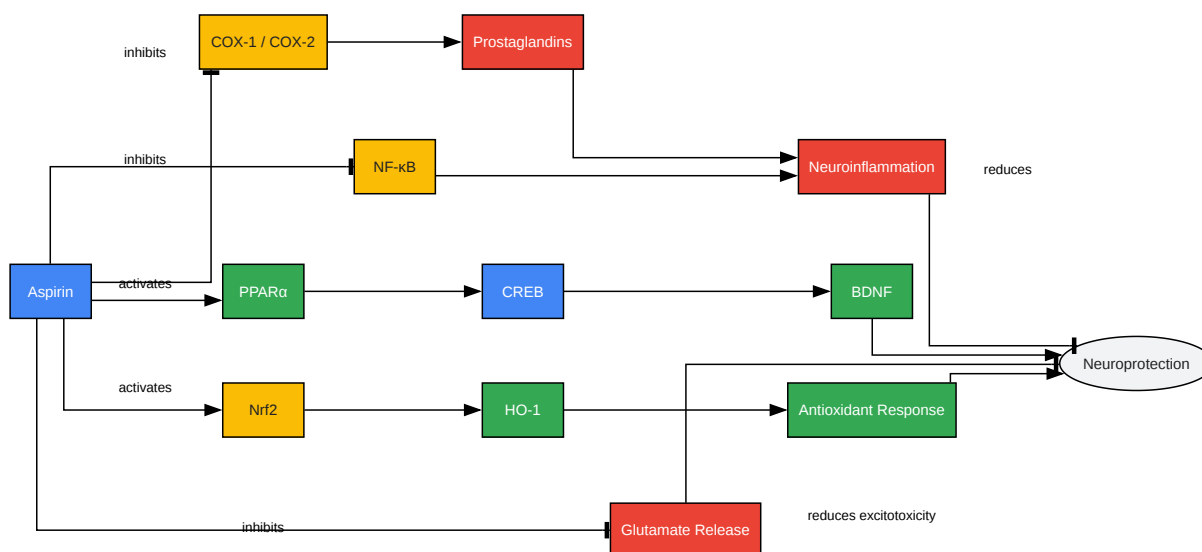 COX-1 / COX-2
Prostaglandins
inhibits
inhibits
NF-κB
Neuroinflammation
reduces
Aspirin
activates
PPARα
CREB
BDNF
Neuroprotection
activates
Nrf2
HO-1
Antioxidant Response
inhibits
Glutamate Release
reduces excitotoxicity